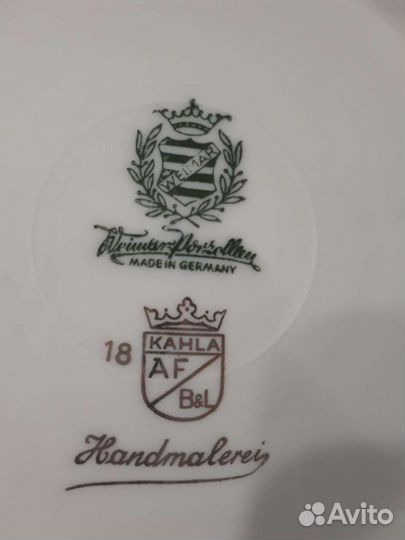 WEIMAR
Weimar-Porzellan
MADE IN GERMANY
KAHLA
18 AF
B&L
Handmalerei
Avito